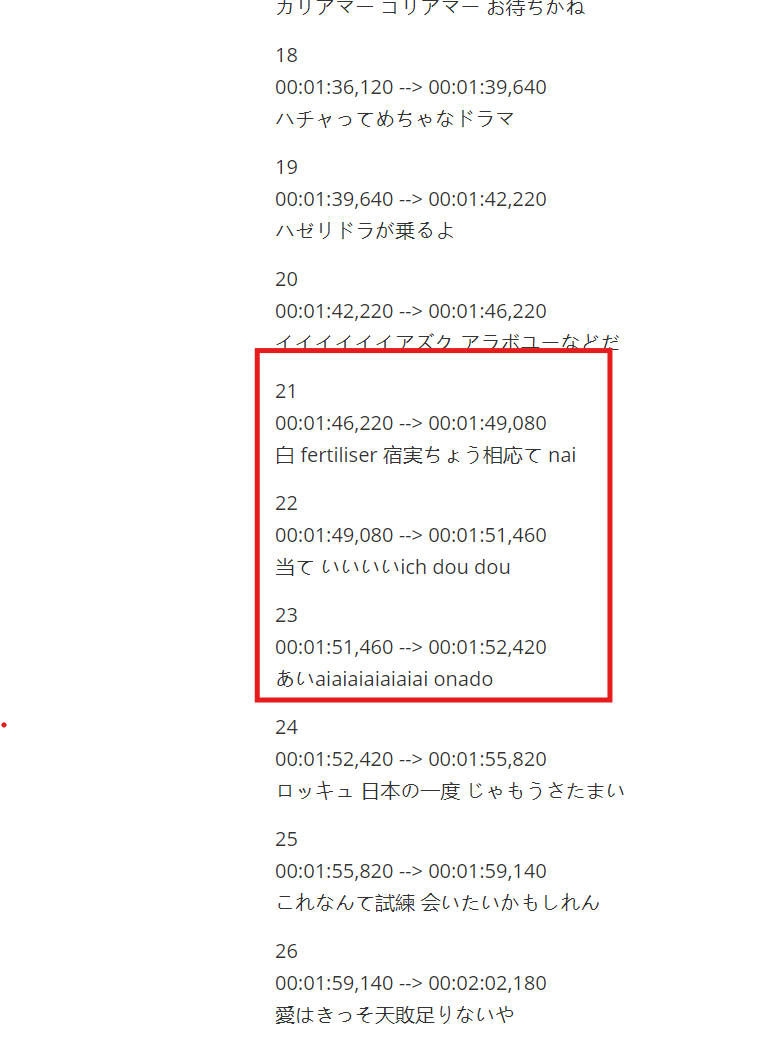 カリアマー コリアマー お待ちかね
18
00:01:36,120 --> 00:01:39,640
ハチャってめちゃなドラマ
19
00:01:39,640 --> 00:01:42,220
ハゼリドラが乗るよ
20
00:01:42,220 --> 00:01:46,220
イイイイイイアズク アラボユーなどだ
21
00:01:46,220 --> 00:01:49,080
白 fertiliser 宿実ちょう相応て nai
22
00:01:49,080 --> 00:01:51,460
当て いいいいich dou dou
23
00:01:51,460 --> 00:01:52,420
あいaiaiaiaiaiaiai onado
24
00:01:52,420 --> 00:01:55,820
ロッキュ 日本の一度 じゃもうさたまい
25
00:01:55,820 --> 00:01:59,140
これなんて試練 会いたいかもしれん
26
00:01:59,140 --> 00:02:02,180
愛はきっそ天敗足りないや